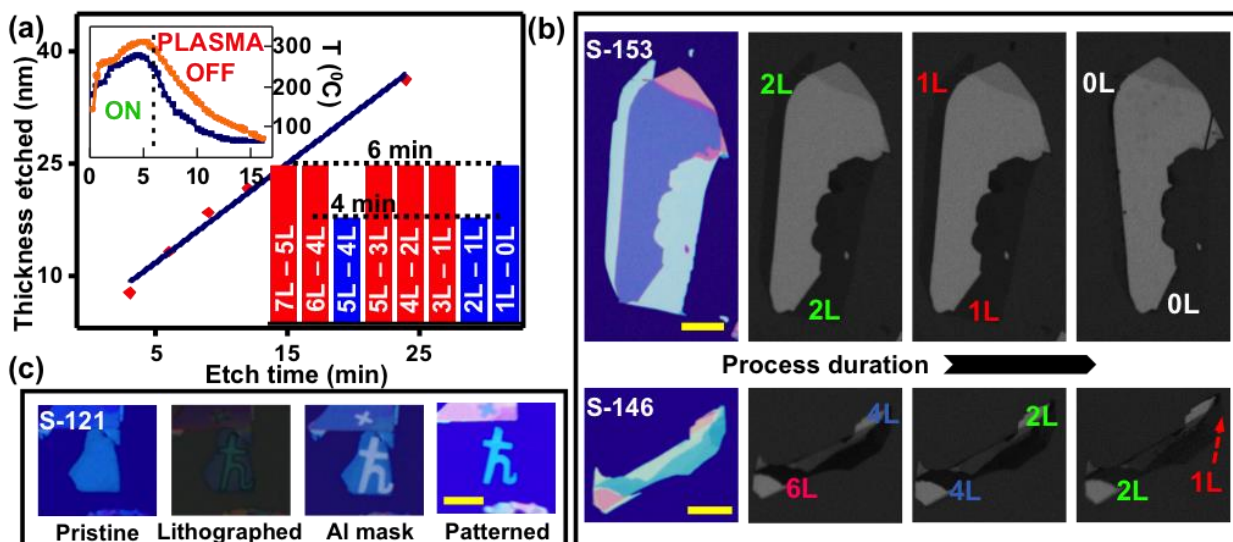 (a)
Thickness etched (nm)
40
25
10
5
15
25
Etch time (min)
PLASMA
OFF
ON
T (⁰C)
300
200
100
0
5
10
15
6 min
4 min
7L – 5L
6L – 4L
5L – 4L
5L – 3L
4L – 2L
3L – 1L
2L – 1L
1L – 0L
(b)
S-153
2L
2L
1L
1L
0L
0L
Process duration
S-146
4L
6L
2L
4L
2L
1L
(c)
S-121
Pristine
Lithographed
Al mask
Patterned